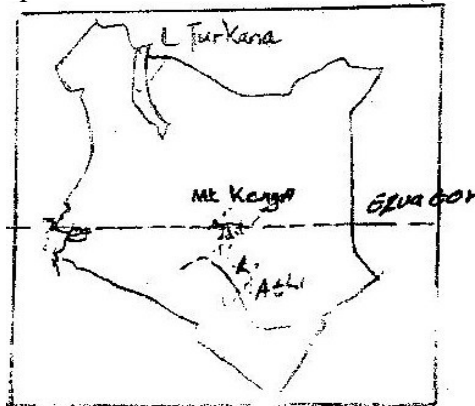 L Turkana
Mt Kenya
EQUATOR
R.
Athi